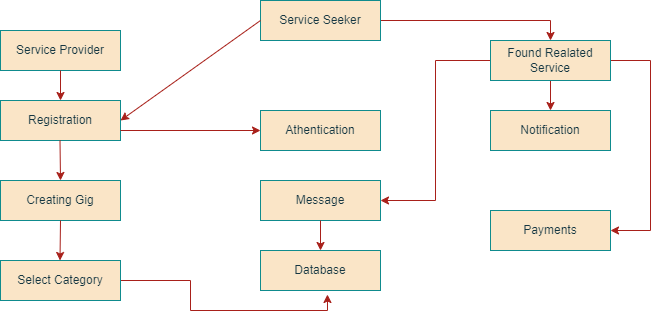 Service Seeker
Service Provider
Found Realated
Service
Registration
Athentication
Notification
Creating Gig
Message
Payments
Select Category
Database